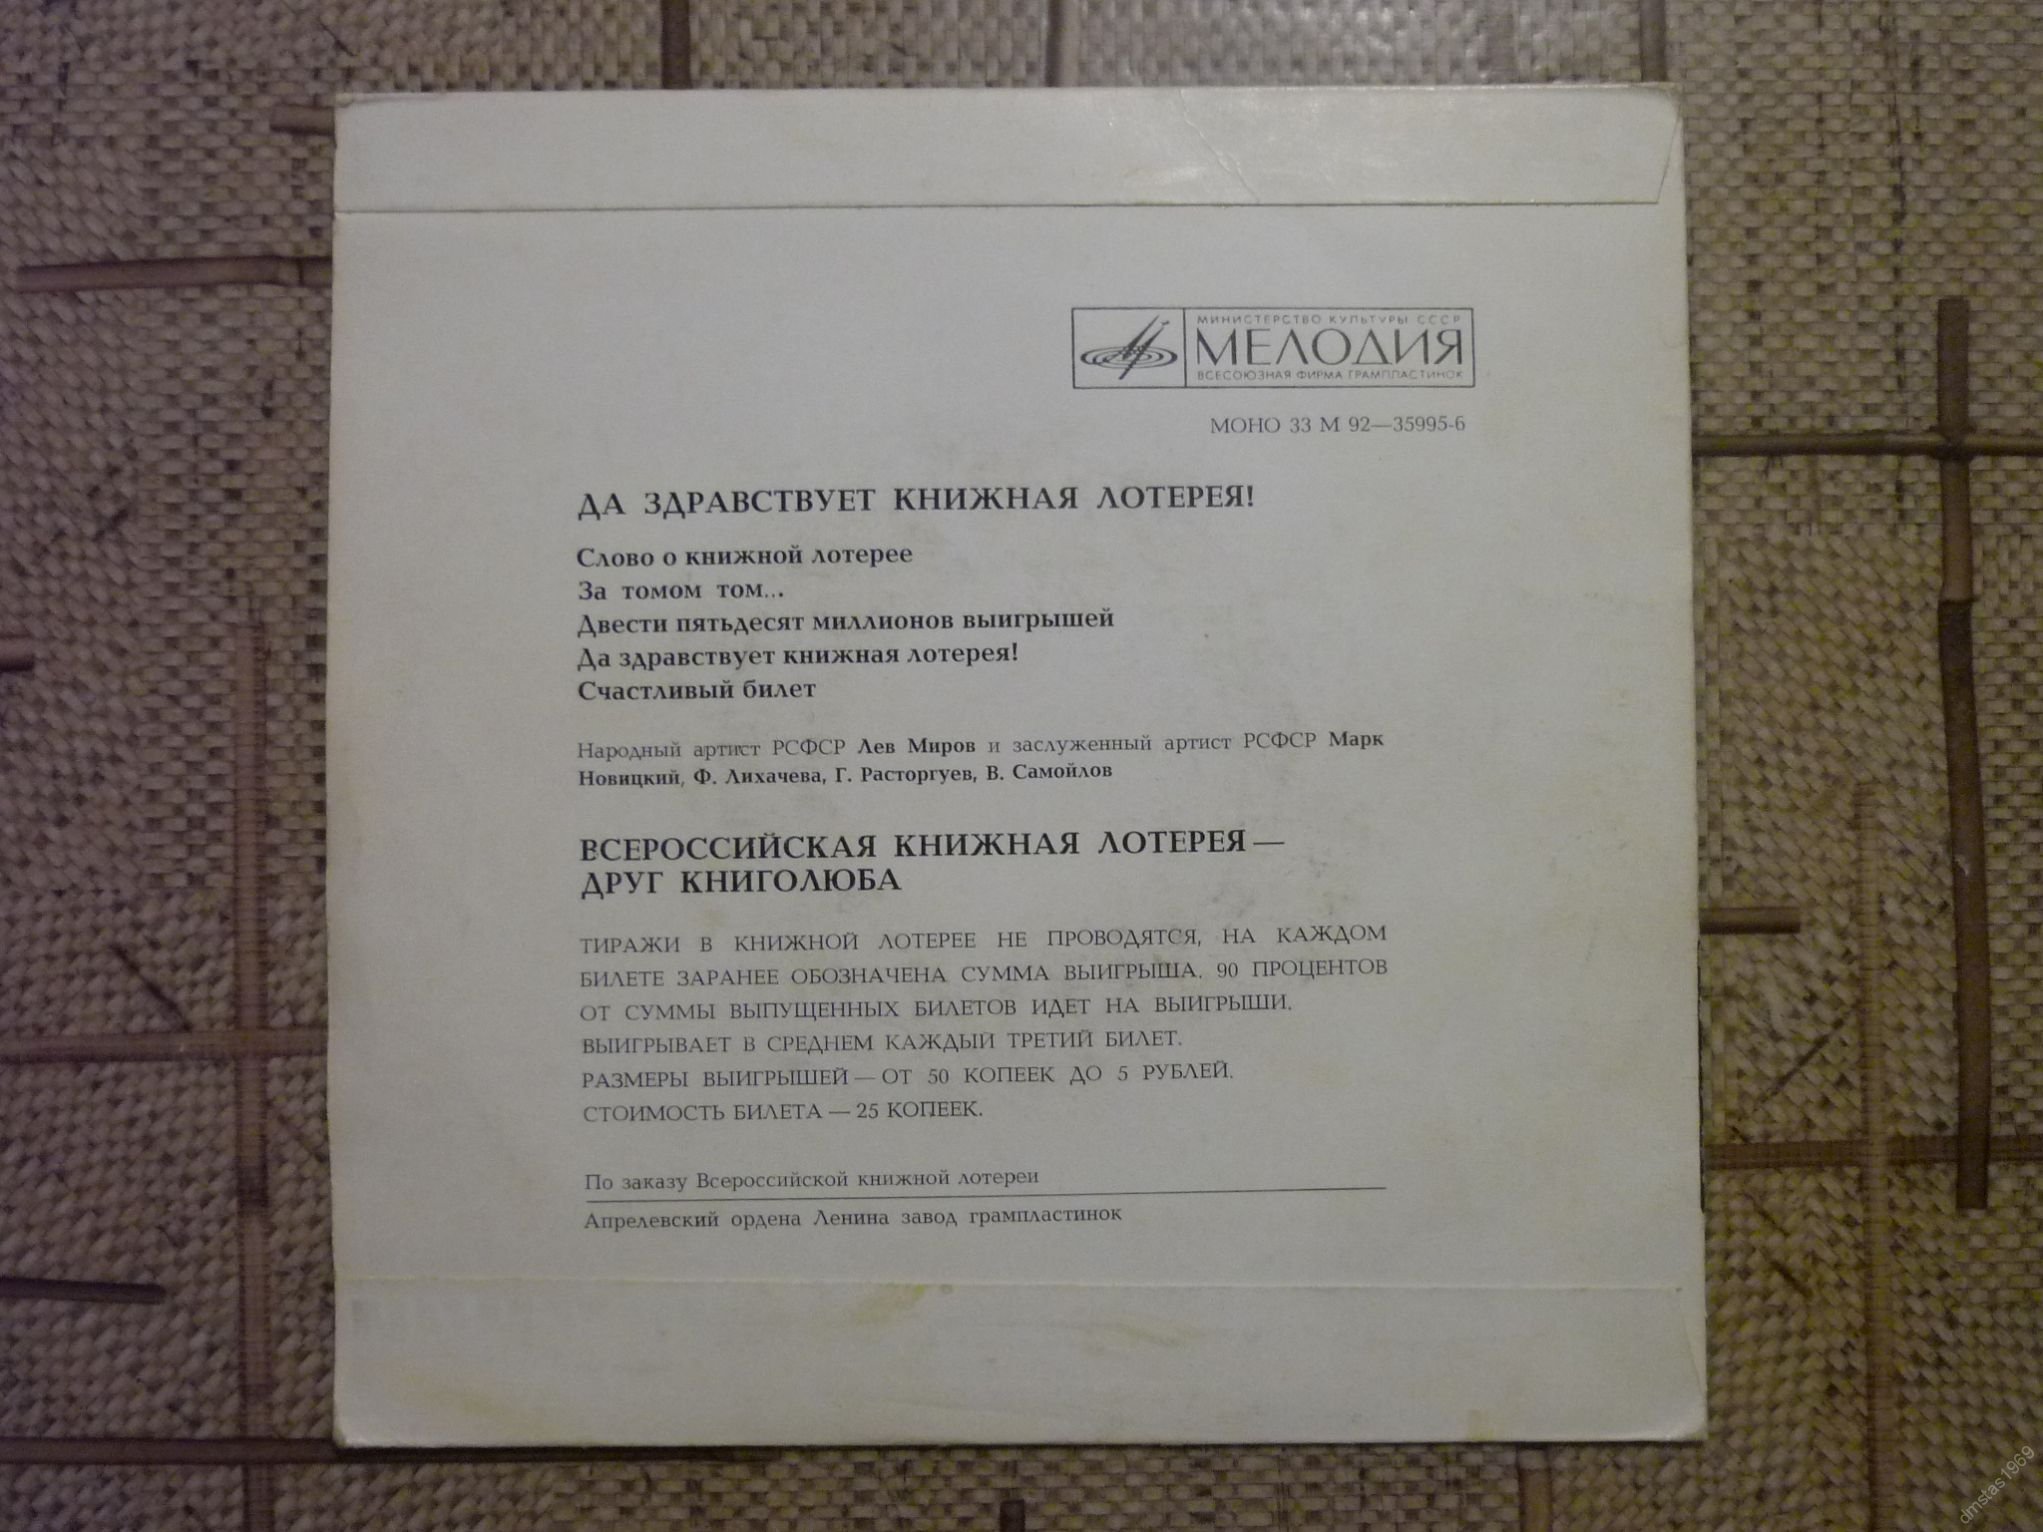 МИНИСТЕРСТВО КУЛЬТУРЫ СССР
МЕЛОДИЯ
ВСЕСОЮЗНАЯ ФИРМА ГРАМПЛАСТИНОК
МОНО 33 М 92—35995-6
ДА ЗДРАВСТВУЕТ КНИЖНАЯ ЛОТЕРЕЯ!
Слово о книжной лотерее
За томом том...
Двести пятьдесят миллионов выигрышей
Да здравствует книжная лотерея!
Счастливый билет
Народный артист РСФСР Лев Миров и заслуженный артист РСФСР Марк
Новицкий, Ф. Лихачева, Г. Расторгуев, В. Самойлов
ВСЕРОССИЙСКАЯ КНИЖНАЯ ЛОТЕРЕЯ—
ДРУГ КНИГОЛЮБА
ТИРАЖИ В КНИЖНОЙ ЛОТЕРЕЕ НЕ ПРОВОДЯТСЯ, НА КАЖДОМ
БИЛЕТЕ ЗАРАНЕЕ ОБОЗНАЧЕНА СУММА ВЫИГРЫША. 90 ПРОЦЕНТОВ
ОТ СУММЫ ВЫПУЩЕННЫХ БИЛЕТОВ ИДЕТ НА ВЫИГРЫШИ.
ВЫИГРЫВАЕТ В СРЕДНЕМ КАЖДЫЙ ТРЕТИЙ БИЛЕТ.
РАЗМЕРЫ ВЫИГРЫШЕЙ—ОТ 50 КОПЕЕК ДО 5 РУБЛЕЙ.
СТОИМОСТЬ БИЛЕТА—25 КОПЕЕК.
По заказу Всероссийской книжной лотереи
Апрелевский ордена Ленина завод грампластинок
dmstas1969